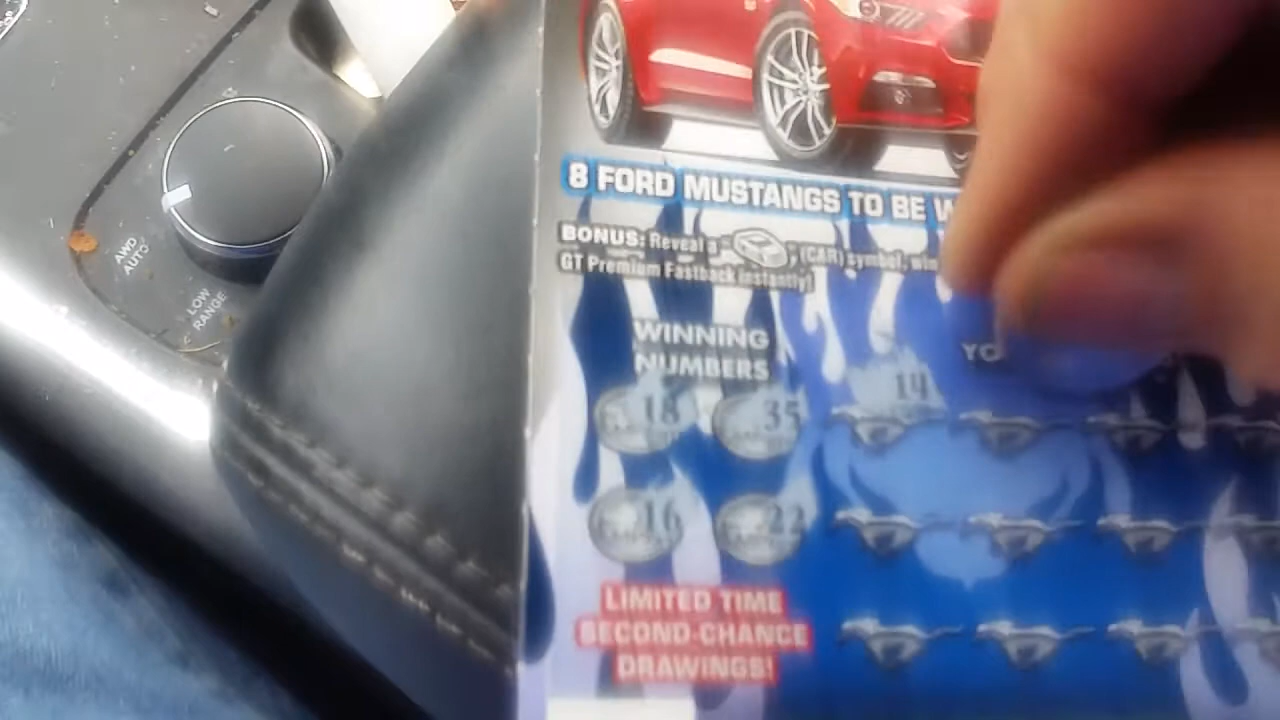 8 FORD MUSTANGS TO BE W
BONUS: Reveal a " " (CAR) symbol, win
GT Premium Fastback instantly!
WINNING
NUMBERS
YO
14
18 35
16 22
LIMITED TIME
SECOND-CHANCE
DRAWINGS!
AWD
AUTO
LOW
RANGE